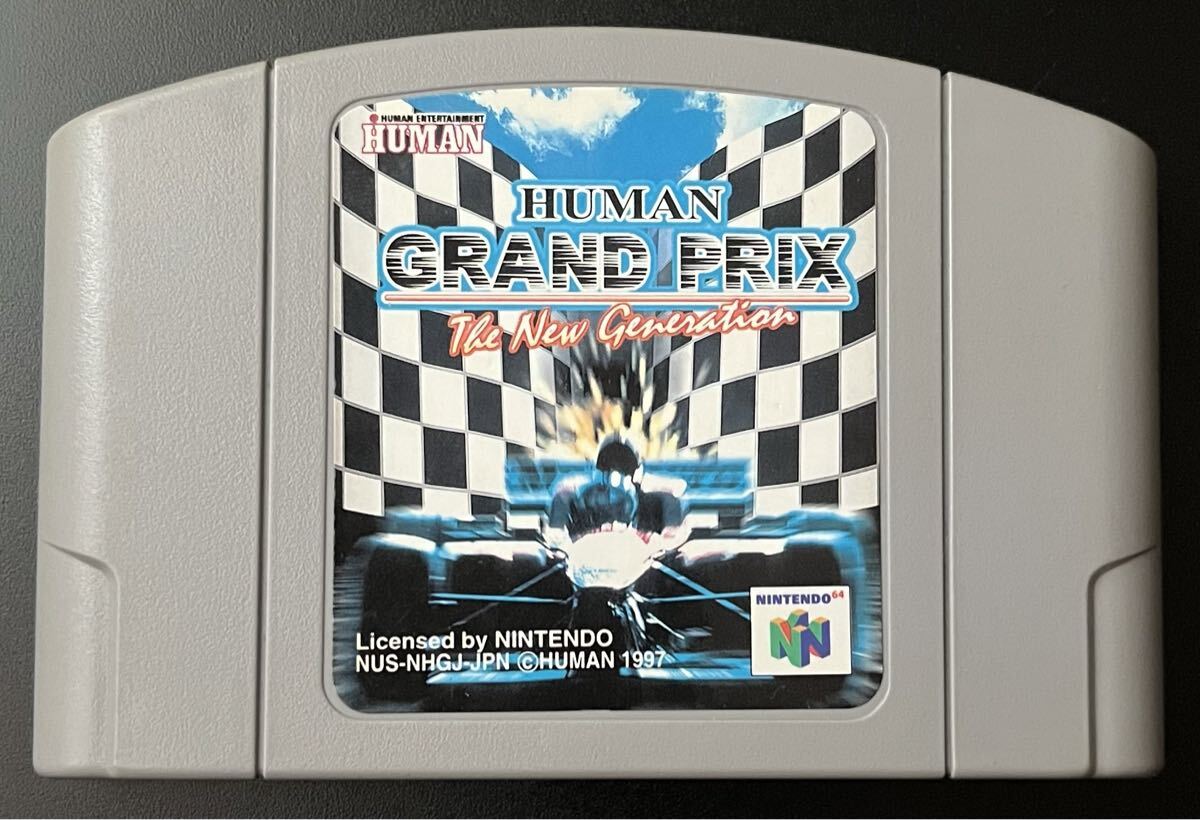 HUMAN ENTERTAINMENT
HUMAN
HUMAN
GRAND PRIX
The New Generation
NINTENDO64
N
Licensed by NINTENDO
NUS-NHGJ-JPN ©HUMAN 1997